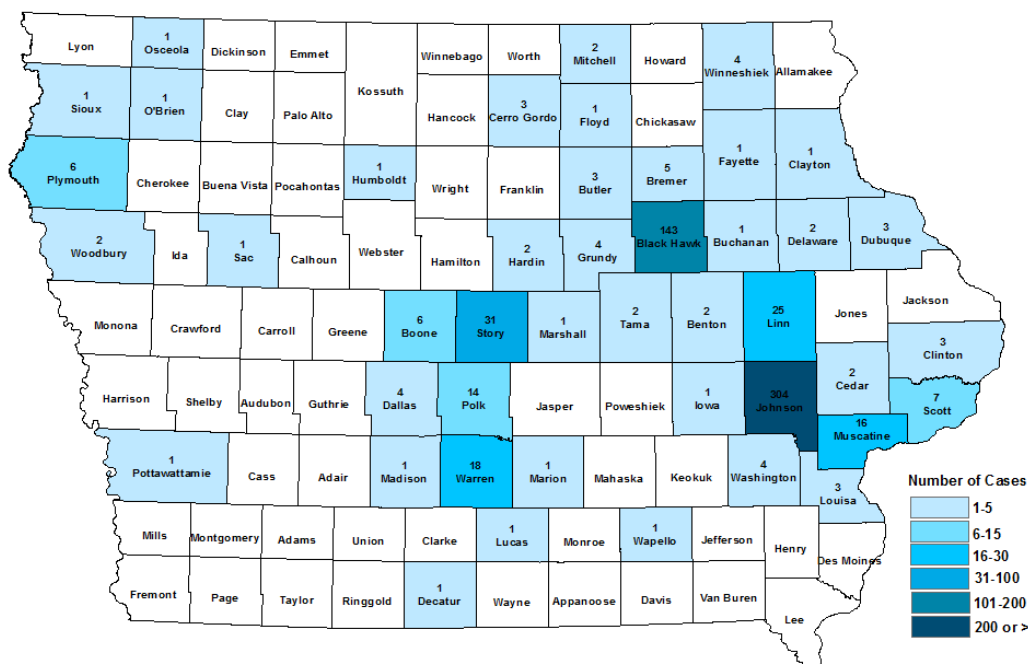 Lyon
1
Osceola
Dickinson
Emmet
Kossuth
Winnebago
Worth
2
Mitchell
Howard
4
Winneshiek
Allamakee
1
Sioux
1
O'Brien
Clay
Palo Alto
Hancock
3
Cerro Gordo
1
Floyd
Chickasaw
1
Fayette
1
Clayton
6
Plymouth
Cherokee
Buena Vista
Pocahontas
1
Humboldt
Wright
Franklin
3
Butler
5
Bremer
2
Woodbury
Ida
1
Sac
Calhoun
Webster
Hamilton
2
Hardin
4
Grundy
143
Black Hawk
1
Buchanan
2
Delaware
3
Dubuque
Monona
Crawford
Carroll
Greene
6
Boone
31
Story
1
Marshall
2
Tama
2
Benton
25
Linn
Jones
Jackson
3
Clinton
Harrison
Shelby
Audubon
Guthrie
4
Dallas
14
Polk
Jasper
Poweshiek
1
Iowa
304
Johnson
2
Cedar
7
Scott
16
Muscatine
1
Pottawattamie
Cass
Adair
1
Madison
18
Warren
1
Marion
Mahaska
Keokuk
4
Washington
3
Louisa
Mills
Montgomery
Adams
Union
Clarke
1
Lucas
Monroe
1
Wapello
Jefferson
Henry
Des Moines
Fremont
Page
Taylor
Ringgold
1
Decatur
Wayne
Appanoose
Davis
Van Buren
Lee
Number of Cases
1-5
6-15
16-30
31-100
101-200
200 or >